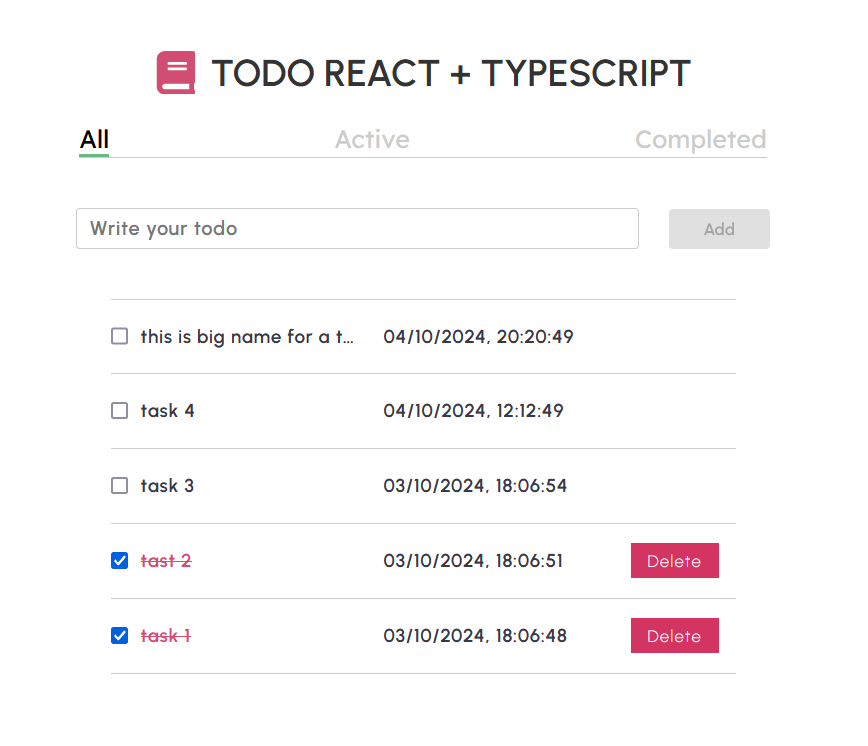 TODO REACT + TYPESCRIPT
All Active Completed
Write your todo Add
this is big name for a t... 04/10/2024, 20:20:49
task 4 04/10/2024, 12:12:49
task 3 03/10/2024, 18:06:54
tast 2 03/10/2024, 18:06:51 Delete
task 1 03/10/2024, 18:06:48 Delete